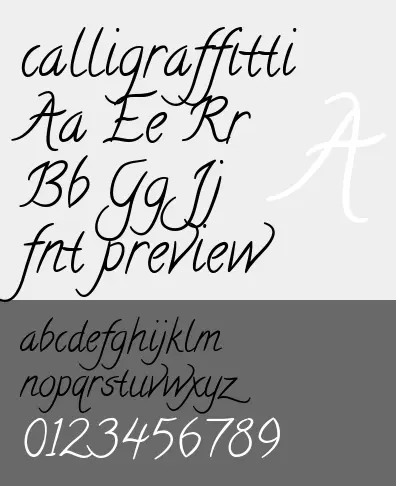 calligraffitti
Aa Ee Rr
Bb Gg Jj
A
fnt preview
abcdefghijklm
nopqrstuvwxyz
0123456789